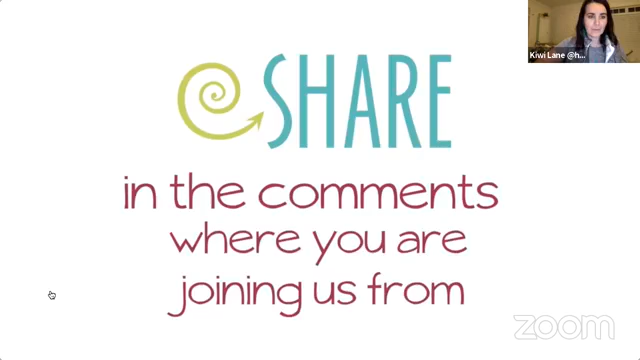 Kiwi Lane @h...
SHARE
in the comments
where you are
joining us from
zoom